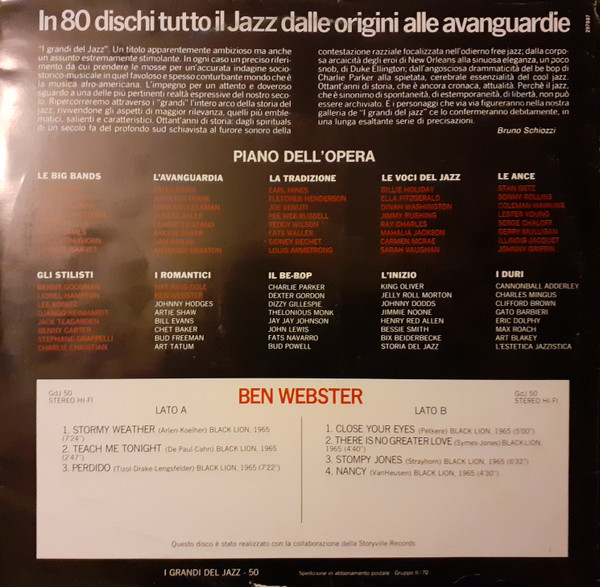 In 80 dischi tutto il Jazz dalle origini alle avanguardie
"I grandi del Jazz". Un titolo apparentemente ambizioso ma anche
un assunto estremamente stimolante. In ogni caso un preciso riferi-
mento da cui prendere le mosse per un'accurata indagine socio-
storico-musicale in quel favoloso e spesso conturbante mondo che è
la musica afro-americana. L'impegno per un attento e doveroso
sguardo a una delle più pertinenti realtà espressive del nostro seco-
lo. Ripercorreremo attraverso i "grandi" l'intero arco della storia del
jazz, rivivendone gli aspetti di maggior rilevanza, quelli più emble-
matici, salienti e caratteristici. Ottant'anni di storia: dagli spirituals
di un secolo fa del profondo sud schiavista al furore sonoro della
contestazione razziale focalizzata nell'odierno free jazz; dalla corpo-
sa arcaicità degli eroi di New Orleans alla sinuosa eleganza, un poco
snob, di Duke Ellington; dall'angosciosa drammaticità del be bop di
Charlie Parker alla spietata, cerebrale essenzialità del cool jazz.
Ottant'anni di storia, che è ancora cronaca, attualità. Perchè il jazz,
che è sinonimo di spontaneità, di estemporaneità, di libertà, non può
essere archiviato. E i personaggi che via via figureranno nella nostra
galleria de "I grandi del jazz" ce lo confermeranno debitamente, in
una lunga esaltante serie di precisazioni.
Bruno Schiozzi
PIANO DELL'OPERA
LE BIG BANDS
L'AVANGUARDIA
ANTHONY BRAXTON
LA TRADIZIONE
EARL HINES
FLETCHER HENDERSON
JOE VENUTI
PEE WEE RUSSELL
TEDDY WILSON
FATS WALLER
SIDNEY BECHET
LOUIS ARMSTRONG
LE VOCI DEL JAZZ
BILLIE HOLIDAY
ELLA FITZGERALD
DINAH WASHINGTON
JIMMY RUSHING
RAY CHARLES
MAHALIA JACKSON
CARMEN MCRAE
SARAH VAUGHAN
LE ANCE
STAN GETZ
SONNY ROLLINS
COLEMAN HAWKINS
LESTER YOUNG
SERGE CHALOFF
GERRY MULLIGAN
ILLINOIS JACQUET
JOHNNY GRIFFIN
GLI STILISTI
BENNY GOODMAN
LIONEL HAMPTON
LEE KONITZ
DJANGO REINHARDT
JACK TEAGARDEN
BENNY CARTER
STEPHANE GRAPPELLI
CHARLIE CHRISTIAN
I ROMANTICI
NAT KING COLE
BEN WEBSTER
JOHNNY HODGES
ARTIE SHAW
BILL EVANS
CHET BAKER
BUD FREEMAN
ART TATUM
IL BE-BOP
CHARLIE PARKER
DEXTER GORDON
DIZZY GILLESPIE
THELONIOUS MONK
JAY JAY JOHNSON
JOHN LEWIS
FATS NAVARRO
BUD POWELL
L'INIZIO
KING OLIVER
JELLY ROLL MORTON
JOHNNY DODDS
JIMMIE NOONE
HENRY RED ALLEN
BESSIE SMITH
BIX BEIDERBECKE
STORIA DEL JAZZ
I DURI
CANNONBALL ADDERLEY
CHARLES MINGUS
CLIFFORD BROWN
GATO BARBIERI
ERIC DOLPHY
MAX ROACH
ART BLAKEY
L'ESTETICA JAZZISTICA
BEN WEBSTER
GdJ 50
STEREO HI-FI
LATO A
1. STORMY WEATHER (Arlen-Koelher) BLACK LION, 1965
(7'24")
2. TEACH ME TONIGHT (De Paul-Cahn) BLACK LION, 1965
(2'47")
3. PERDIDO (Tizol-Drake-Lengsfelder) BLACK LION, 1965 (7'22")
GdJ 50
STEREO HI-FI
LATO B
1. CLOSE YOUR EYES (Petkere) BLACK LION, 1965 (5'00")
2. THERE IS NO GREATER LOVE (Symes-Jones) BLACK LION,
1965 (4'40")
3. STOMPY JONES (Strayhorn) BLACK LION, 1965 (6'32")
4. NANCY (VanHeusen) BLACK LION, 1965 (4'30")
Questo disco è stato realizzato con la collaborazione della Storyville Records
I GRANDI DEL JAZZ - 50
Spedizione in abbonamento postale Gruppo II/70